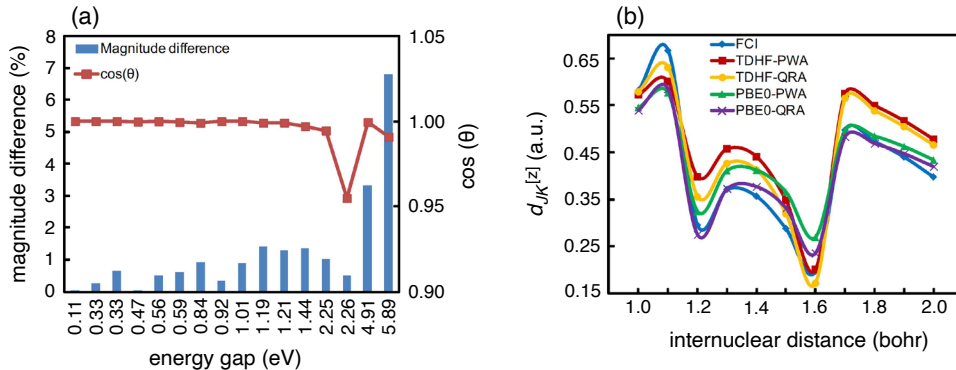 (a)
magnitude difference (%)
8
7
6
5
4
3
2
1
0
Magnitude difference
cos(θ)
1.05
1.00
0.95
0.90
cos (θ)
0.11
0.33
0.33
0.47
0.56
0.59
0.84
0.92
1.01
1.19
1.21
1.44
2.25
2.26
4.91
5.89
energy gap (eV)
(b)
d_JK^[z] (a.u.)
0.65
0.55
0.45
0.35
0.25
0.15
FCI
TDHF-PWA
TDHF-QRA
PBE0-PWA
PBE0-QRA
1.0 1.2 1.4 1.6 1.8 2.0
internuclear distance (bohr)